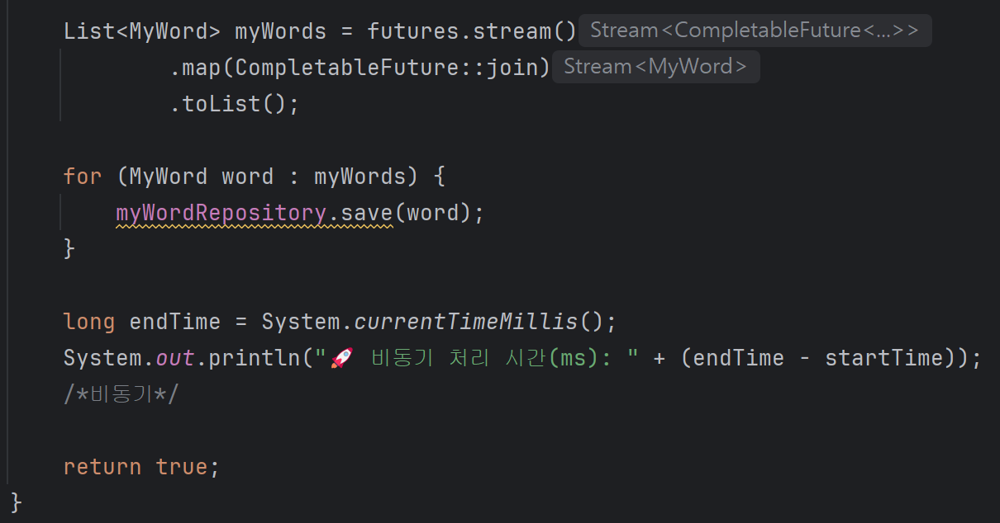 List<MyWord> myWords = futures.stream() Stream<CompletableFuture<...>>
.map(CompletableFuture::join) Stream<MyWord>
.toList();
for (MyWord word : myWords) {
myWordRepository.save(word);
}
long endTime = System.currentTimeMillis();
System.out.println("🚀 비동기 처리 시간(ms): " + (endTime - startTime));
/*비동기*/
return true;
}